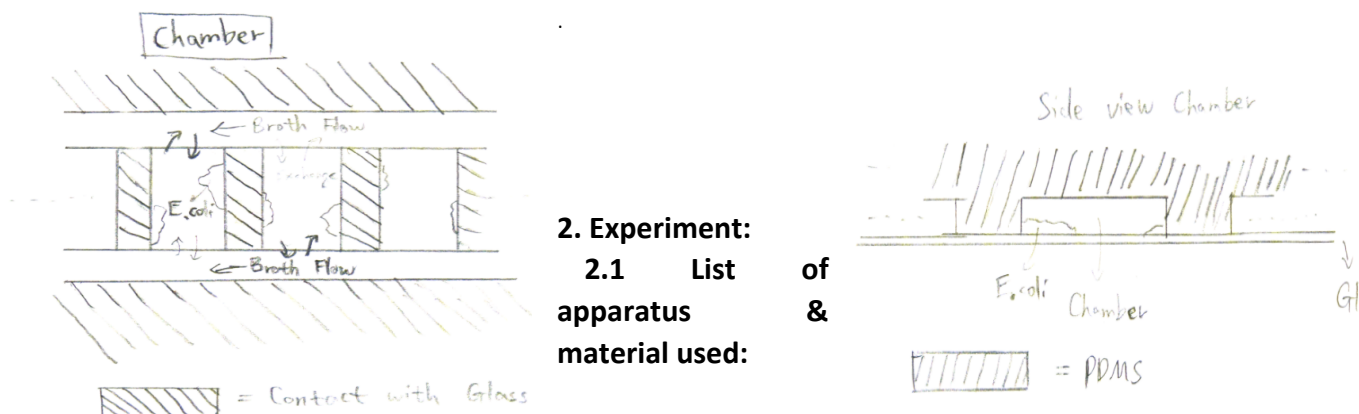 Chamber
← Broth Flow
Exchange
E.coli
← Broth Flow
= Contact with Glass
2. Experiment:
2.1 List of
apparatus &
material used:
Side view Chamber
E.coli
Chamber
Gl
= PDMS